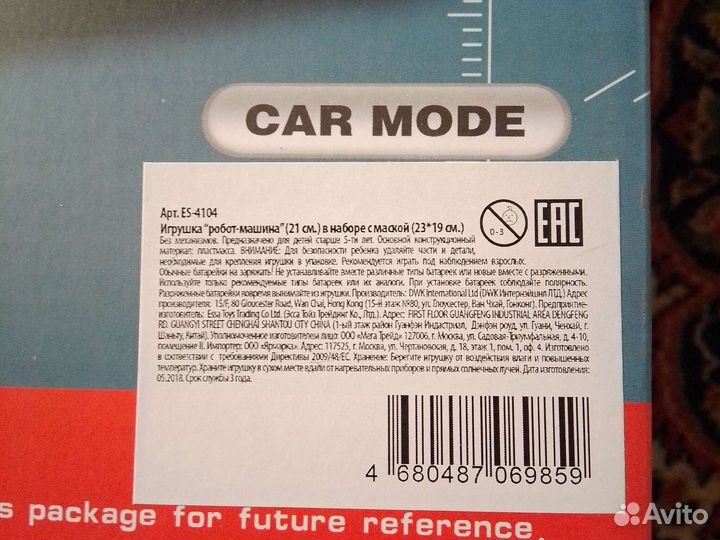 CAR MODE
Арт. ES-4104
Игрушка "робот-машина" (21 см.) в наборе с маской (23*19 см.)
Без механизмов. Предназначено для детей старше 5-ти лет. Основной конструкционный
материал: пластмасса. ВНИМАНИЕ: Для безопасности ребенка удаляйте части и детали,
необходимые для крепления игрушки в упаковке. Рекомендуется играть под наблюдением взрослых.
Обычные батарейки на заряжать! Не устанавливайте вместе различные типы батареек или новые вместе с разряженными.
Используйте только рекомендуемые типы батареек или их аналоги. При установке батареек соблюдайте полярность.
Разряженные батарейки вовремя вынимайте из игрушки. Производитель: DWK International Ltd (DWK Интернэйшнл ЛТД.) Адрес
производителя: 15/F, 80 Gloucester Road, Wan Chai, Hong Kong (15-й этаж №80, ул. Глоучестер, Ван Чхай, Гонконг). Предприятие-
изготовитель: Essa Toys Trading Co Ltd. (Эсса Тойз Трейдинг Ко., Лтд.) Адрес: FIRST FLOOR GUANGFENG INDUSTRIAL AREA DENGFENG
RD. GUANGYI STREET CHENGHAI SHANTOU CITY CHINA (1-ый этаж район Гуанфэн Индастриал, Дэнфэн роуд, ул. Гуани, Ченхай, г.
Шаньту, Китай). Уполномоченное изготовителем лицо: ООО «Мега Трейд» 127006, г. Москва, ул. Садовая-Триумфальная, д. 4-10,
помещение II. Импортер: ООО «Ярмарка». Адрес: 117525, г. Москва, ул. Чертановская, д. 18, этаж 1, пом. 1, оф. 4. Изготовлено
в соответствии с требованиями Директивы 2009/48/ЕС. Хранение: Берегите игрушку от воздействия влаги и повышенных
температур. Храните игрушку в сухом месте вдали от нагревательных приборов и прямых солнечных лучей. Дата изготовления:
05.2018. Срок службы 3 года.
0-3
EAC
4 680487 069859
s package for future reference.
Avito